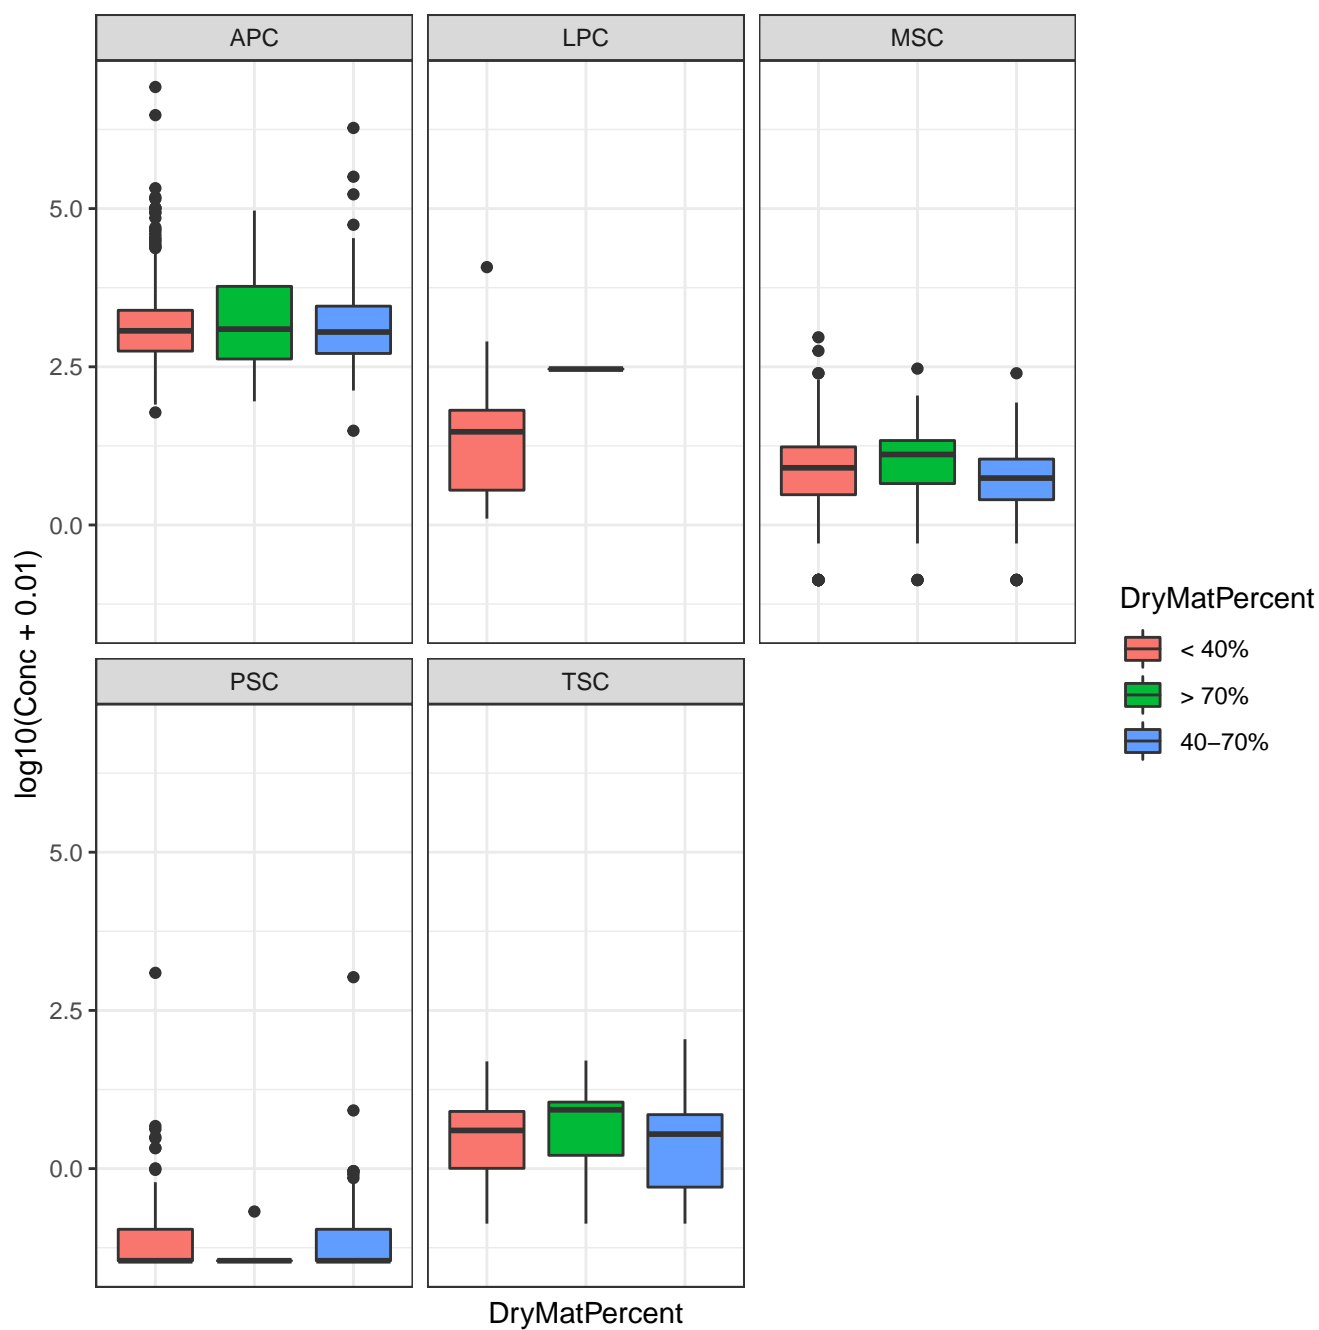 APC
LPC
MSC
5.0
2.5
0.0
PSC
TSC
5.0
2.5
0.0
log10(Conc + 0.01)
DryMatPercent
DryMatPercent
< 40%
> 70%
40−70%